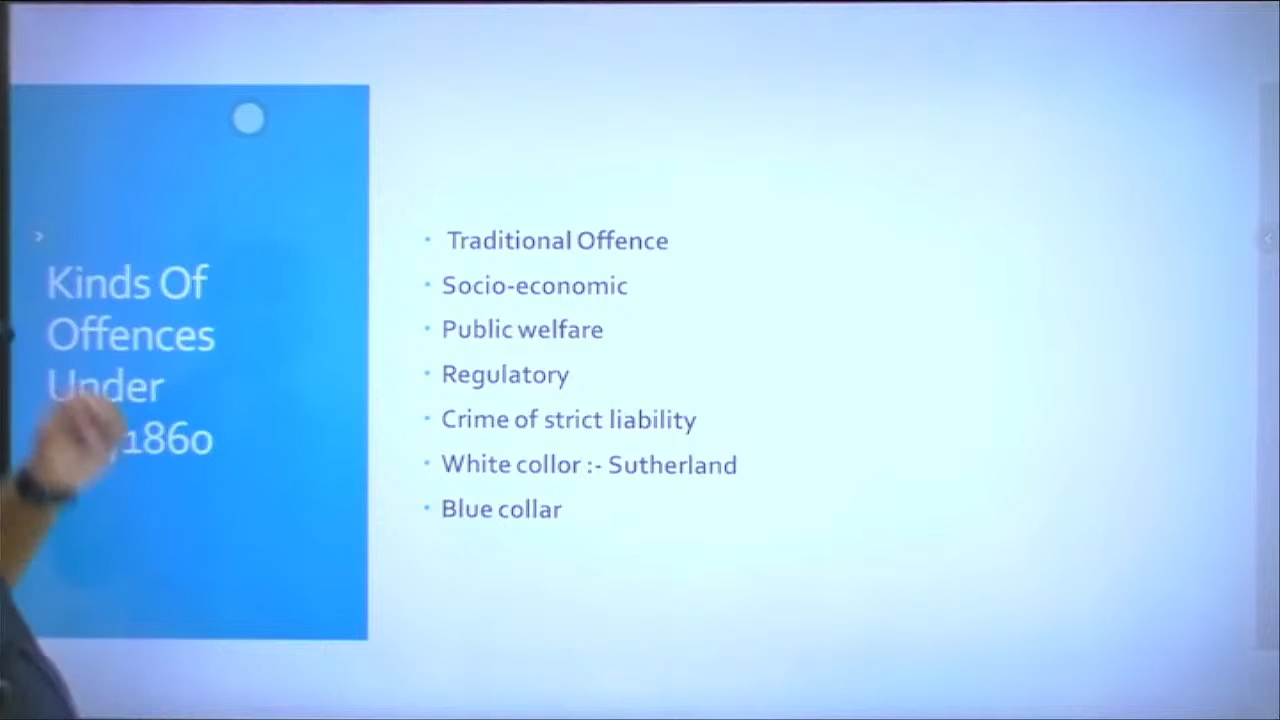 Kinds Of
Offences
Under
1860
Traditional Offence
Socio-economic
Public welfare
Regulatory
Crime of strict liability
White collor :- Sutherland
Blue collar